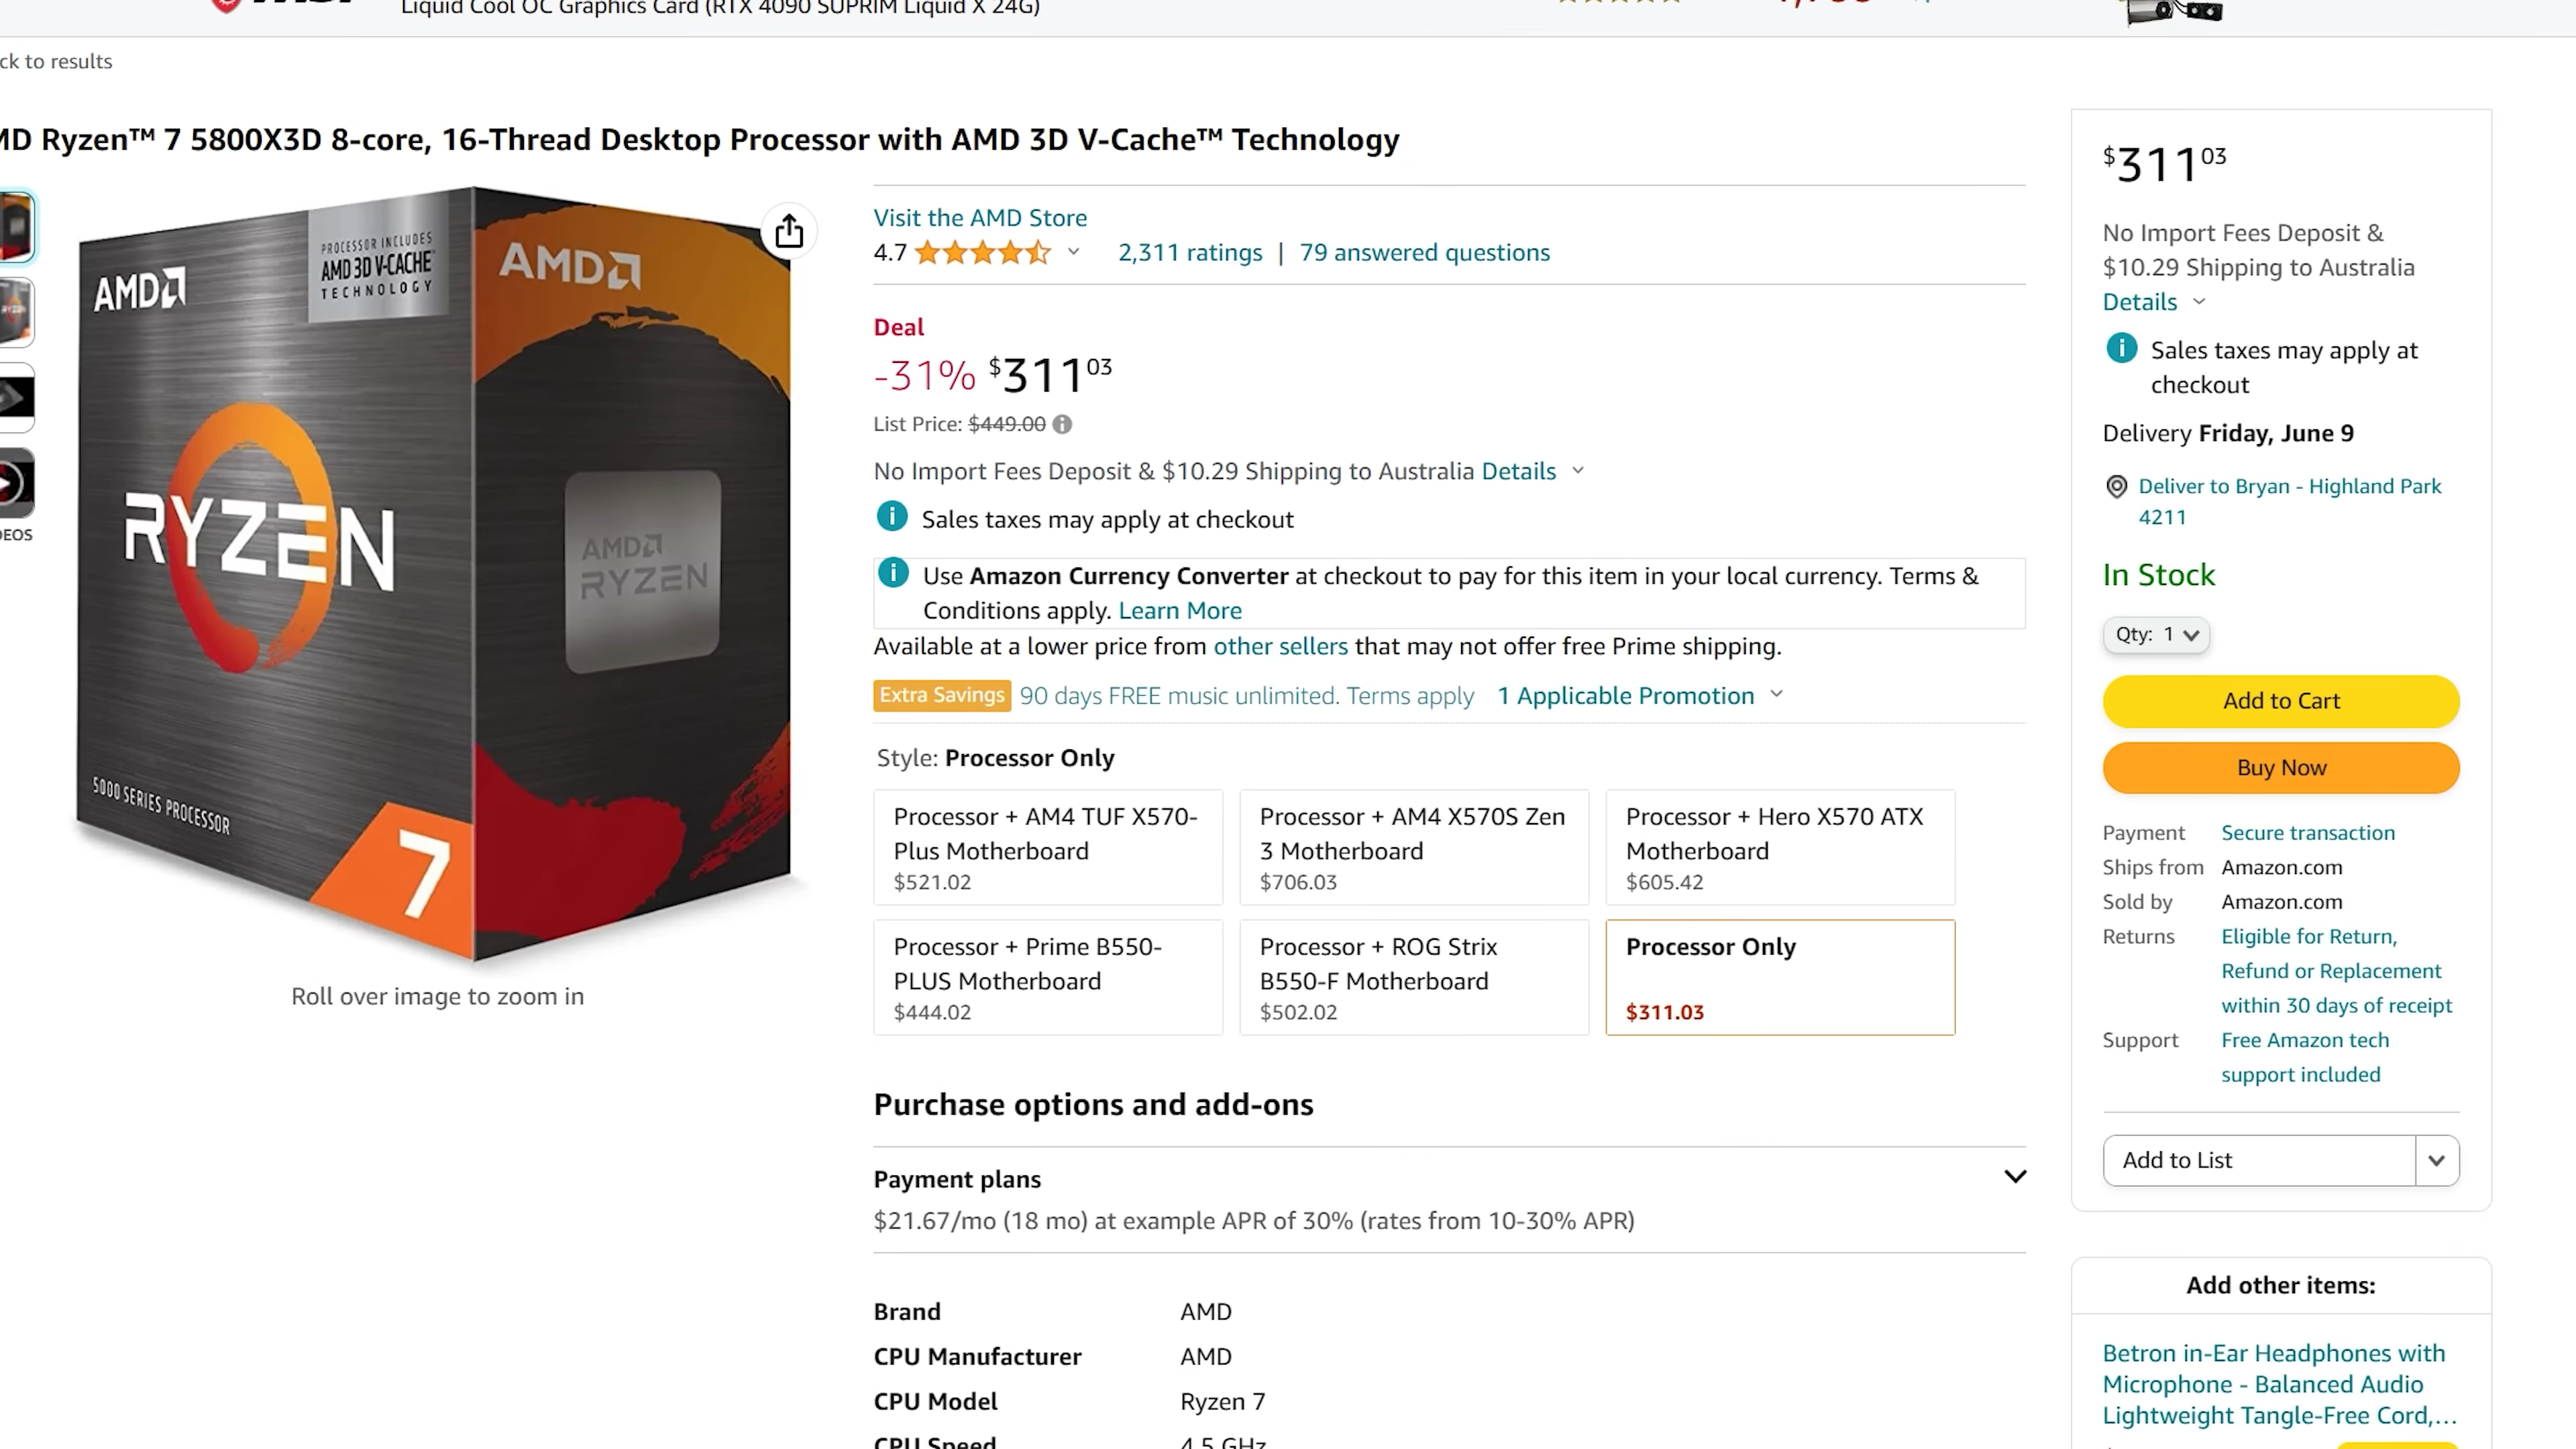 Liquid Cool OC Graphics Card (RTX 4090 SUPRIM Liquid X 24G)
ck to results
MD Ryzen™ 7 5800X3D 8-core, 16-Thread Desktop Processor with AMD 3D V-Cache™ Technology
PROCESSOR INCLUDES
AMD 3D V-CACHE™
TECHNOLOGY
AMD
AMD
RYZEN
AMD
RYZEN
5000 SERIES PROCESSOR
7
EOS
Roll over image to zoom in
Visit the AMD Store
4.7
2,311 ratings | 79 answered questions
Deal
-31% $311 03
List Price: $449.00
No Import Fees Deposit & $10.29 Shipping to Australia Details
Sales taxes may apply at checkout
Use Amazon Currency Converter at checkout to pay for this item in your local currency. Terms &
Conditions apply. Learn More
Available at a lower price from other sellers that may not offer free Prime shipping.
Extra Savings 90 days FREE music unlimited. Terms apply 1 Applicable Promotion
Style: Processor Only
Processor + AM4 TUF X570-
Plus Motherboard
$521.02
Processor + AM4 X570S Zen
3 Motherboard
$706.03
Processor + Hero X570 ATX
Motherboard
$605.42
Processor + Prime B550-
PLUS Motherboard
$444.02
Processor + ROG Strix
B550-F Motherboard
$502.02
Processor Only
$311.03
Purchase options and add-ons
Payment plans
$21.67/mo (18 mo) at example APR of 30% (rates from 10-30% APR)
Brand AMD
CPU Manufacturer AMD
CPU Model Ryzen 7
CPU Speed 4.5 GHz
$311 03
No Import Fees Deposit &
$10.29 Shipping to Australia
Details
Sales taxes may apply at
checkout
Delivery Friday, June 9
Deliver to Bryan - Highland Park
4211
In Stock
Qty: 1
Add to Cart
Buy Now
Payment Secure transaction
Ships from Amazon.com
Sold by Amazon.com
Returns Eligible for Return,
Refund or Replacement
within 30 days of receipt
Support Free Amazon tech
support included
Add to List
Add other items:
Betron in-Ear Headphones with
Microphone - Balanced Audio
Lightweight Tangle-Free Cord,...